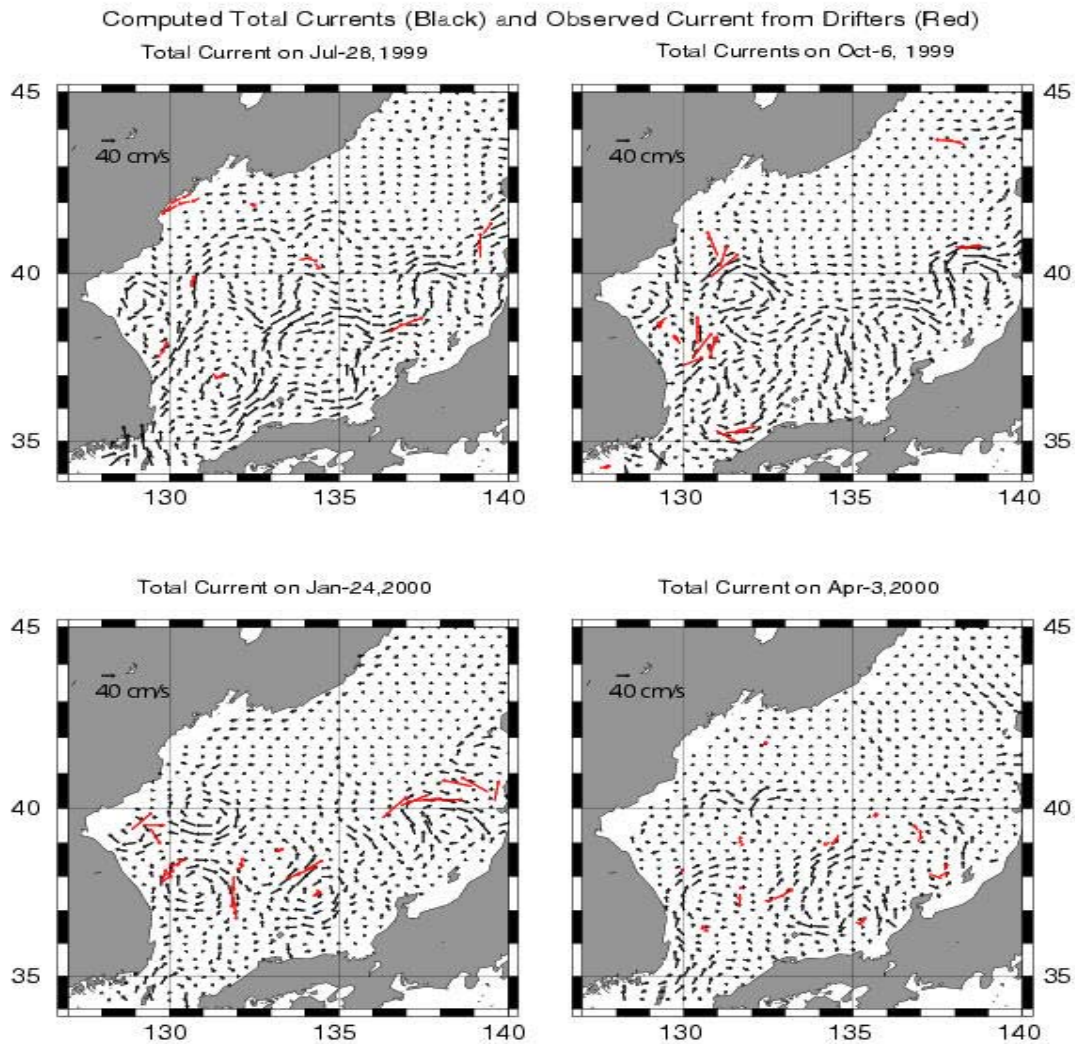 Computed Total Currents (Black) and Observed Current from Drifters (Red)
Total Current on Jul-28,1999
Total Currents on Oct-6, 1999
45
40
35
130
135
140
40 cm/s
45
40
35
130
135
140
40 cm/s
Total Current on Jan-24,2000
Total Current on Apr-3,2000
45
40
35
130
135
140
40 cm/s
45
40
35
130
135
140
40 cm/s